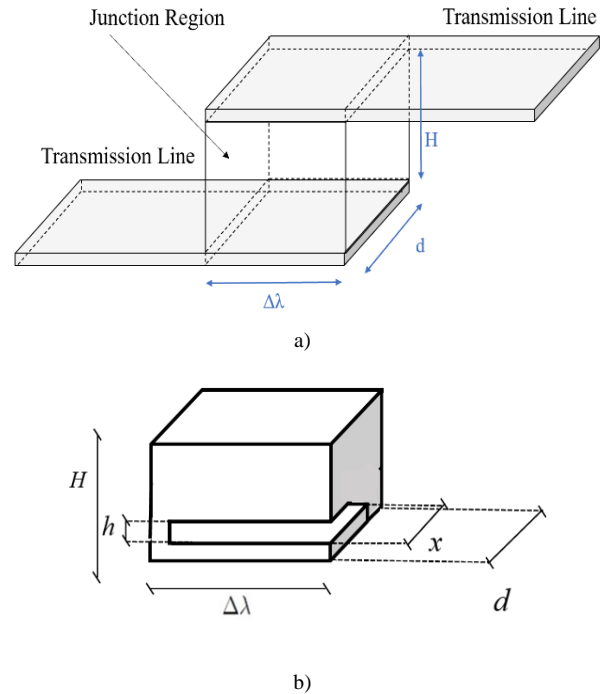 Junction Region
Transmission Line
Transmission Line
H
d
Δλ
a)
H
h
x
d
Δλ
b)